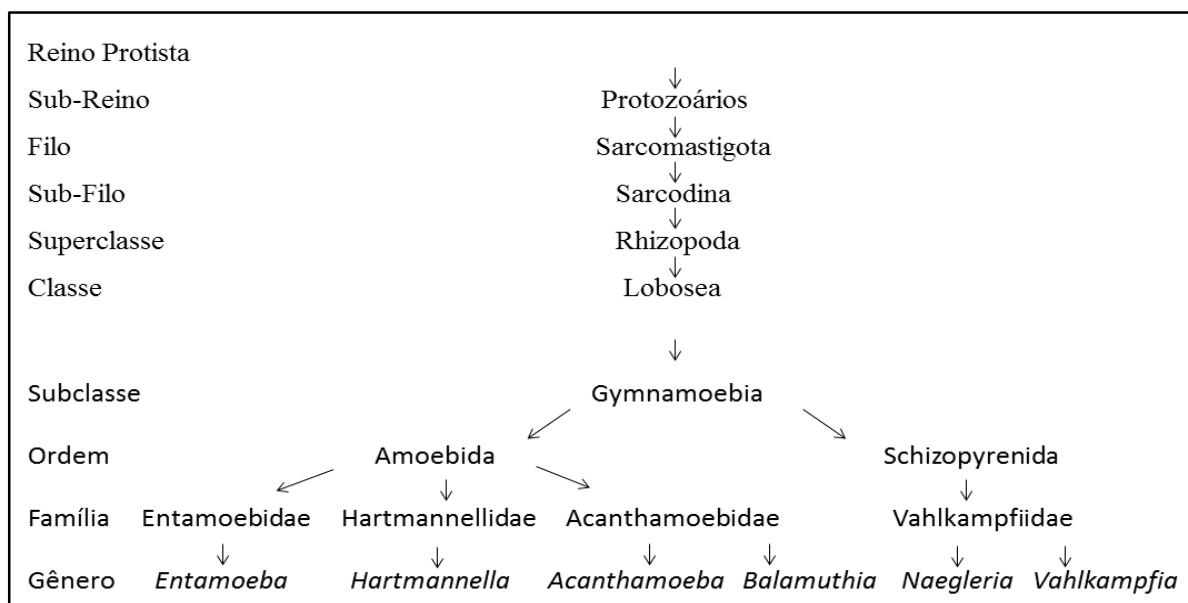 Reino Protista
Sub-Reino Protozoários
Filo Sarcomastigota
Sub-Filo Sarcodina
Superclasse Rhizopoda
Classe Lobosea
Subclasse Gymnamoebia
Ordem Amoebida Schizopyrenida
Família Entamoebidae Hartmannellidae Acanthamoebidae Vahlkampfiidae
Gênero Entamoeba Hartmannella Acanthamoeba Balamuthia Naegleria Vahlkampfia